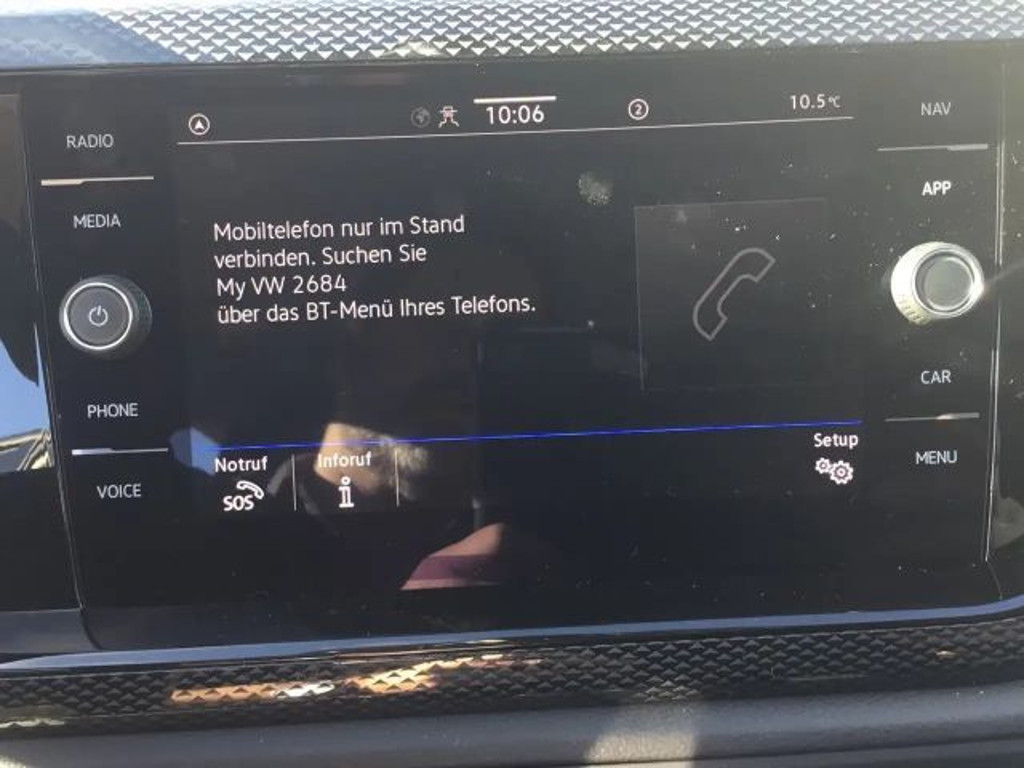 RADIO
MEDIA
PHONE
VOICE
10:06
2
10.5°C
Mobiltelefon nur im Stand
verbinden. Suchen Sie
My VW 2684
über das BT-Menü Ihres Telefons.
Notruf
SOS
Inforuf
i
Setup
NAV
APP
CAR
MENU